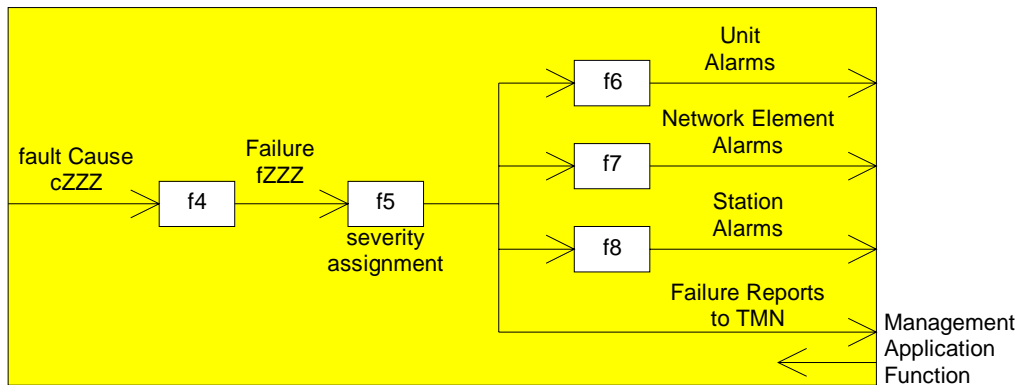 Unit
Alarms
f6
Network Element
Alarms
f7
fault Cause
cZZZ
f4
Failure
fZZZ
f5
severity
assignment
Station
Alarms
f8
Failure Reports
to TMN
Management
Application
Function